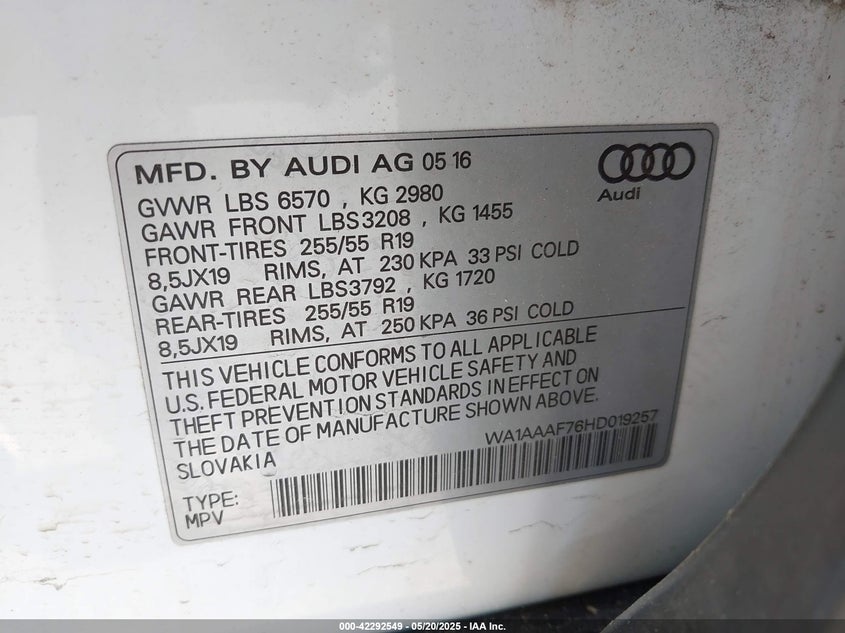 MFD. BY AUDI AG 05 16
Audi
GVWR LBS 6570 , KG 2980
GAWR FRONT LBS3208 , KG 1455
FRONT-TIRES 255/55 R19
8,5JX19 RIMS, AT 230 KPA 33 PSI COLD
GAWR REAR LBS3792 , KG 1720
REAR-TIRES 255/55 R19
8,5JX19 RIMS, AT 250 KPA 36 PSI COLD
THIS VEHICLE CONFORMS TO ALL APPLICABLE
U.S. FEDERAL MOTOR VEHICLE SAFETY AND
THEFT PREVENTION STANDARDS IN EFFECT ON
THE DATE OF MANUFACTURE SHOWN ABOVE.
SLOVAKIA
WA1AAAF76HD019257
TYPE:
MPV
000-42292549 — 05/20/2025 — IAA Inc.